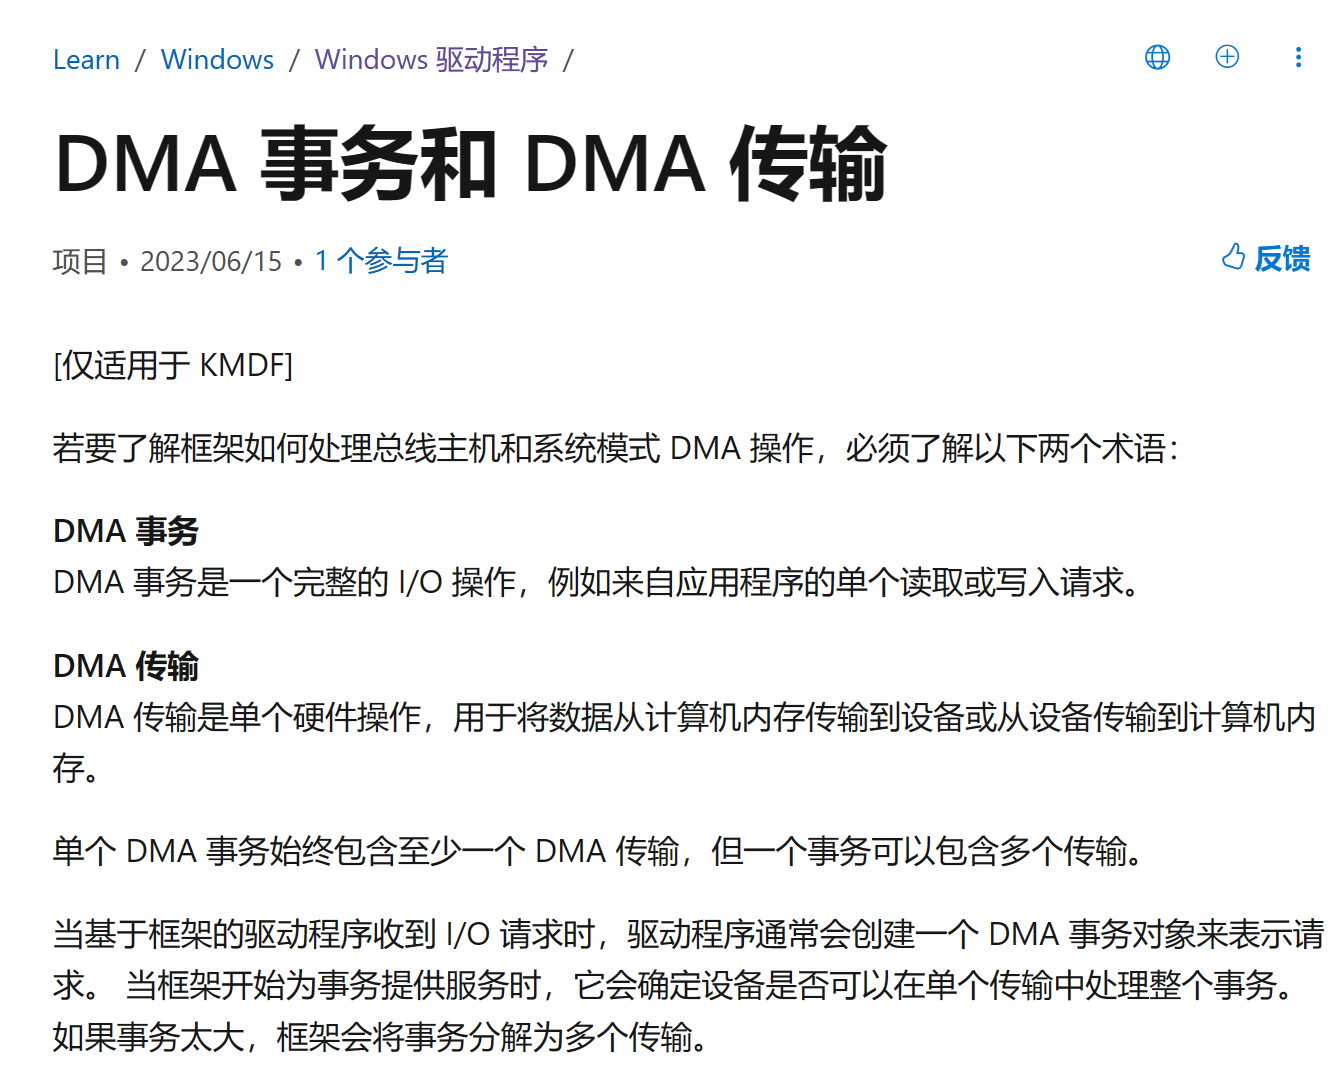 Learn / Windows / Windows 驱动程序 /
DMA 事务和 DMA 传输
项目 • 2023/06/15 • 1 个参与者
反馈
[仅适用于 KMDF]
若要了解框架如何处理总线主机和系统模式 DMA 操作，必须了解以下两个术语：
DMA 事务
DMA 事务是一个完整的 I/O 操作，例如来自应用程序的单个读取或写入请求。
DMA 传输
DMA 传输是单个硬件操作，用于将数据从计算机内存传输到设备或从设备传输到计算机内
存。
单个 DMA 事务始终包含至少一个 DMA 传输，但一个事务可以包含多个传输。
当基于框架的驱动程序收到 I/O 请求时，驱动程序通常会创建一个 DMA 事务对象来表示请
求。 当框架开始为事务提供服务时，它会确定设备是否可以在单个传输中处理整个事务。
如果事务太大，框架会将事务分解为多个传输。